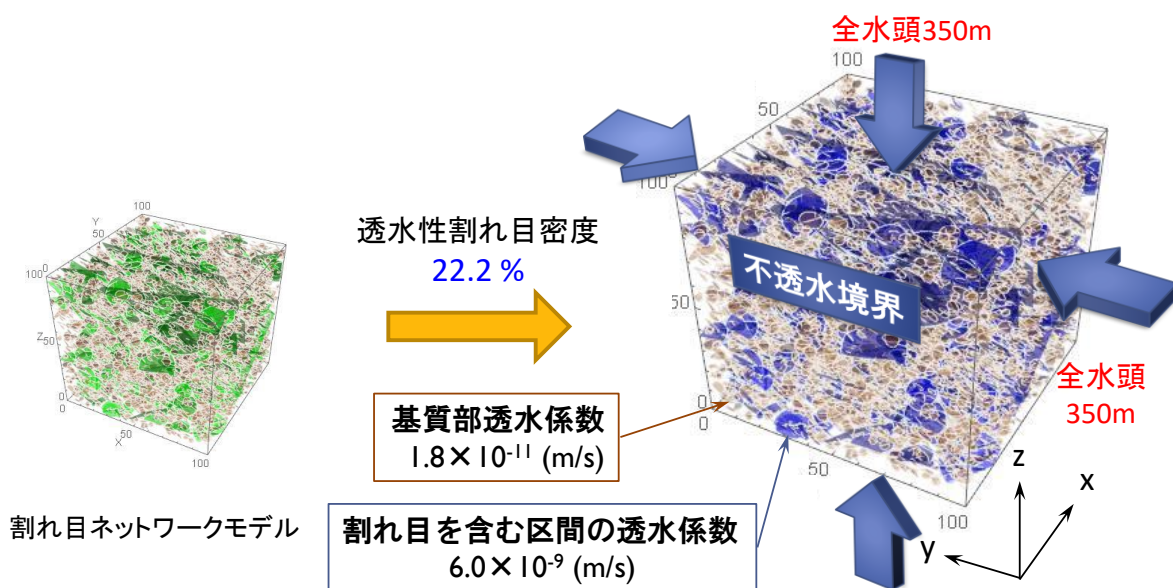 全水頭350m
100
50
100
0
不透水境界
50
0
0
50
100
全水頭
350m
z
x
y
透水性割れ目密度
22.2 %
100
Y
50
0
100
Z
50
0
0
50
X
100
割れ目ネットワークモデル
基質部透水係数
1.8×10⁻¹¹ (m/s)
割れ目を含む区間の透水係数
6.0×10⁻⁹ (m/s)